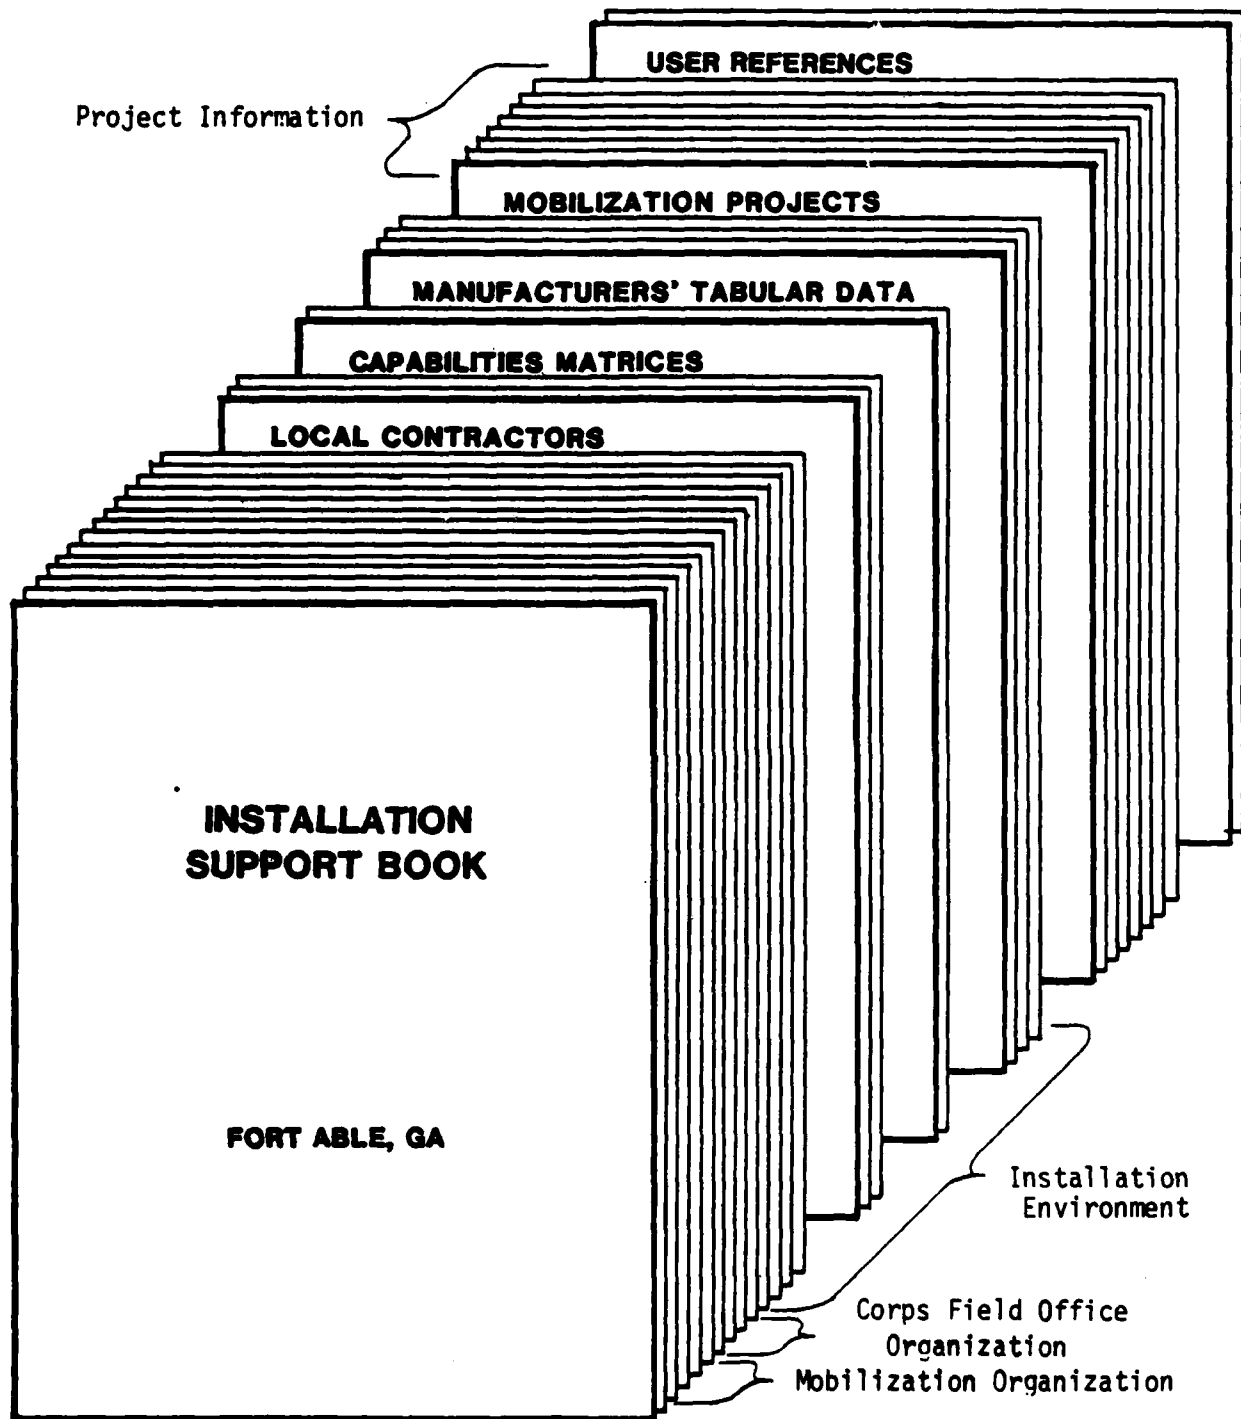 USER REFERENCES
Project Information
MOBILIZATION PROJECTS
MANUFACTURERS' TABULAR DATA
CAPABILITIES MATRICES
LOCAL CONTRACTORS
INSTALLATION
SUPPORT BOOK
FORT ABLE, GA
Installation
Environment
Corps Field Office
Organization
Mobilization Organization